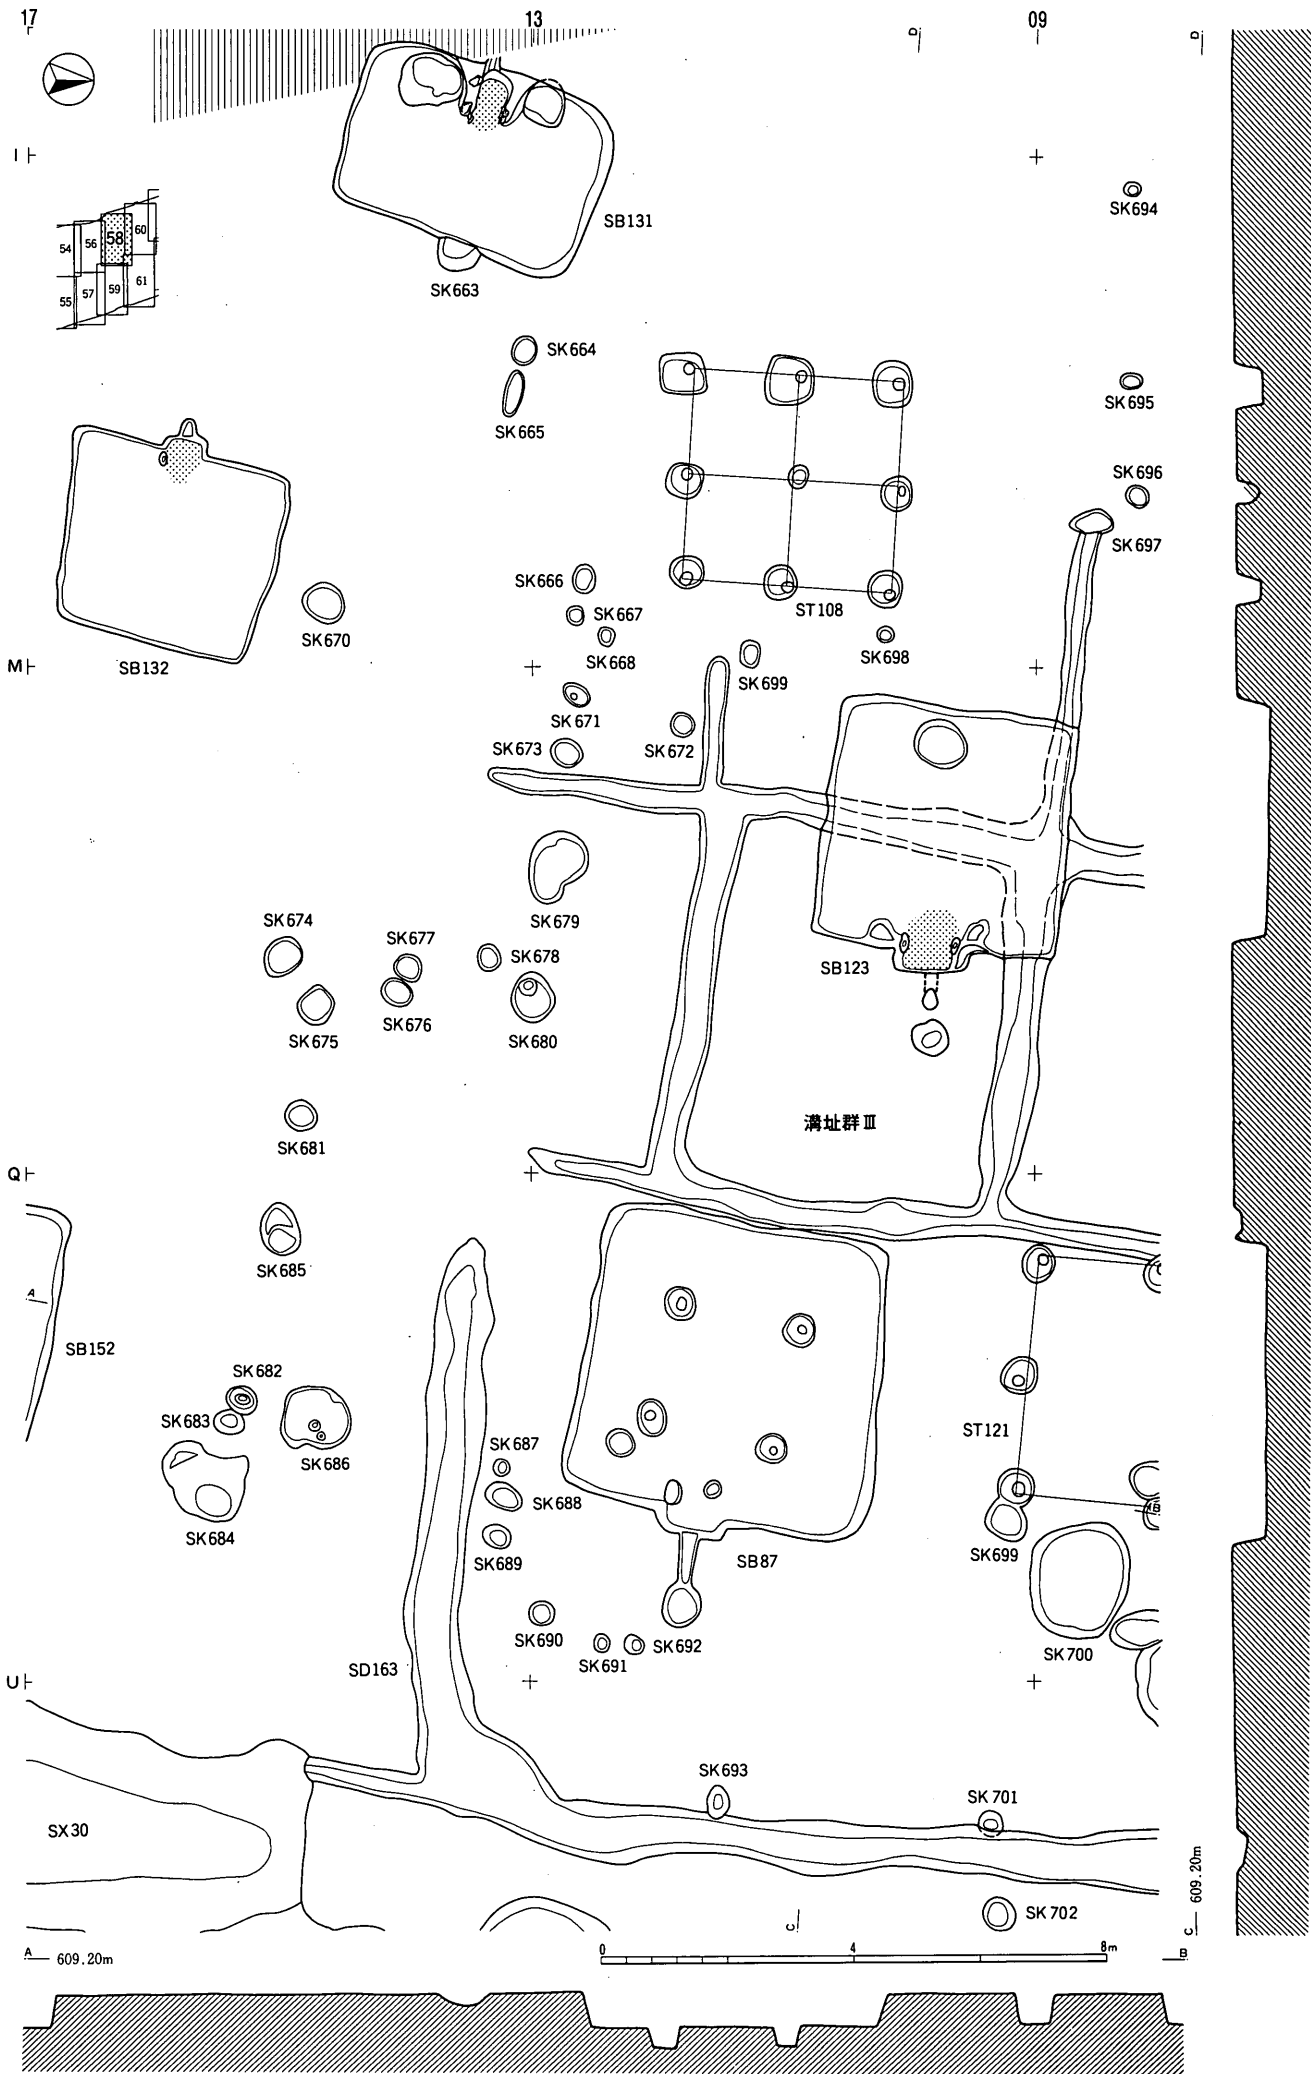 17
13
09
D
D
I
SB131
SK694
60
58
56
54
61
59
57
55
SK663
SK664
SK665
SK695
SK696
SK697
SK666
SK667
SK668
ST108
SK670
SB132
M
SK698
SK699
SK671
SK672
SK673
SK679
SK674
SK677
SK678
SB123
SK675
SK676
SK680
溝址群Ⅲ
SK681
Q
SK685
A
SB152
SK682
SK683
SK686
ST121
SK687
SK688
B
SK684
SK689
SB87
SK699
SK690
SK691
SK692
SK700
SD163
U
SK693
SK701
SX30
SK702
C
C 609.20m
A 609.20m
0 4 8m
B